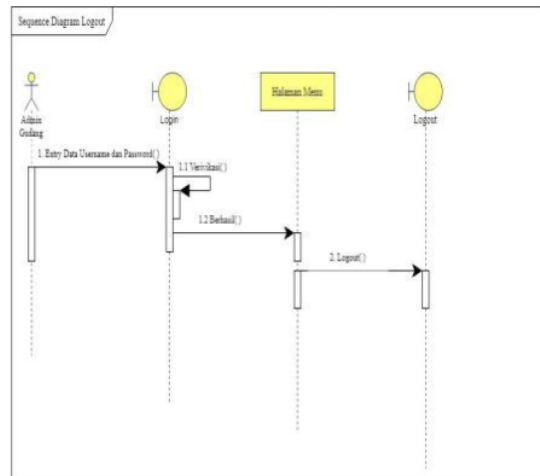 Sequence Diagram Logout
Admin
Gudang
Login
Halaman Menu
Logout
1. Entry Data Username dan Password( )
1.1 Verivikasi( )
1.2 Berhasil( )
2. Logout( )